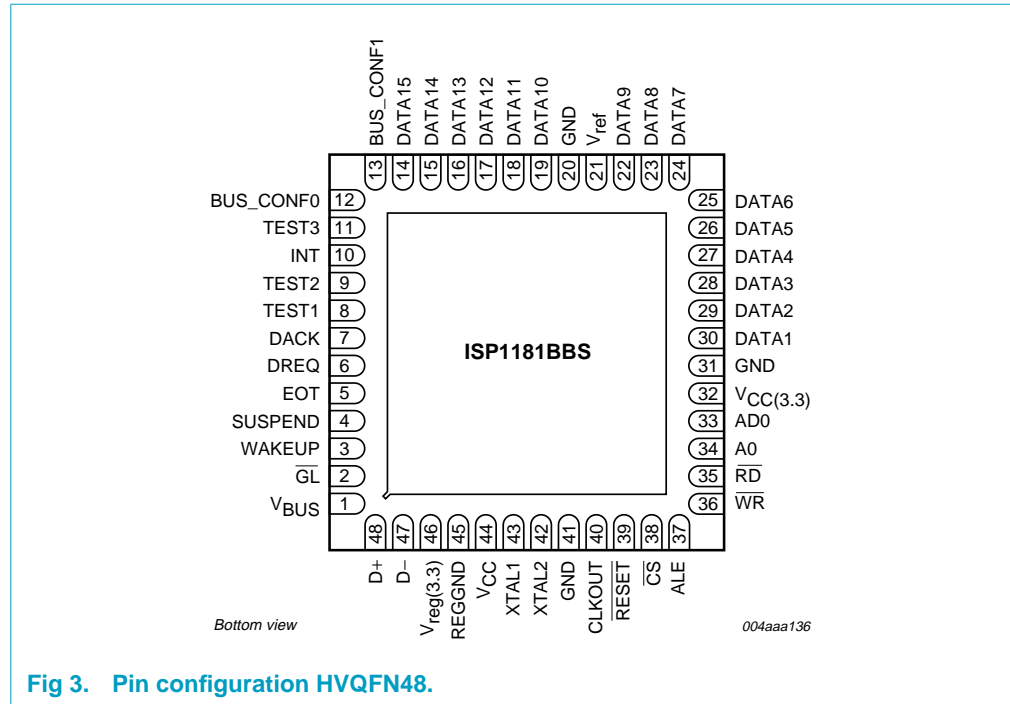 BUS_CONF1
DATA15
DATA14
DATA13
DATA12
DATA11
DATA10
GND
Vref
DATA9
DATA8
DATA7
13
14
15
16
17
18
19
20
21
22
23
24
BUS_CONF0 12
TEST3 11
INT 10
TEST2 9
TEST1 8
DACK 7
DREQ 6
EOT 5
SUSPEND 4
WAKEUP 3
GL 2
VBUS 1
ISP1181BBS
25 DATA6
26 DATA5
27 DATA4
28 DATA3
29 DATA2
30 DATA1
31 GND
32 VCC(3.3)
33 AD0
34 A0
35 RD
36 WR
48
47
46
45
44
43
42
41
40
39
38
37
D+
D−
Vreg(3.3)
REGGND
VCC
XTAL1
XTAL2
GND
CLKOUT
RESET
CS
ALE
Bottom view
004aaa136
Fig 3. Pin configuration HVQFN48.